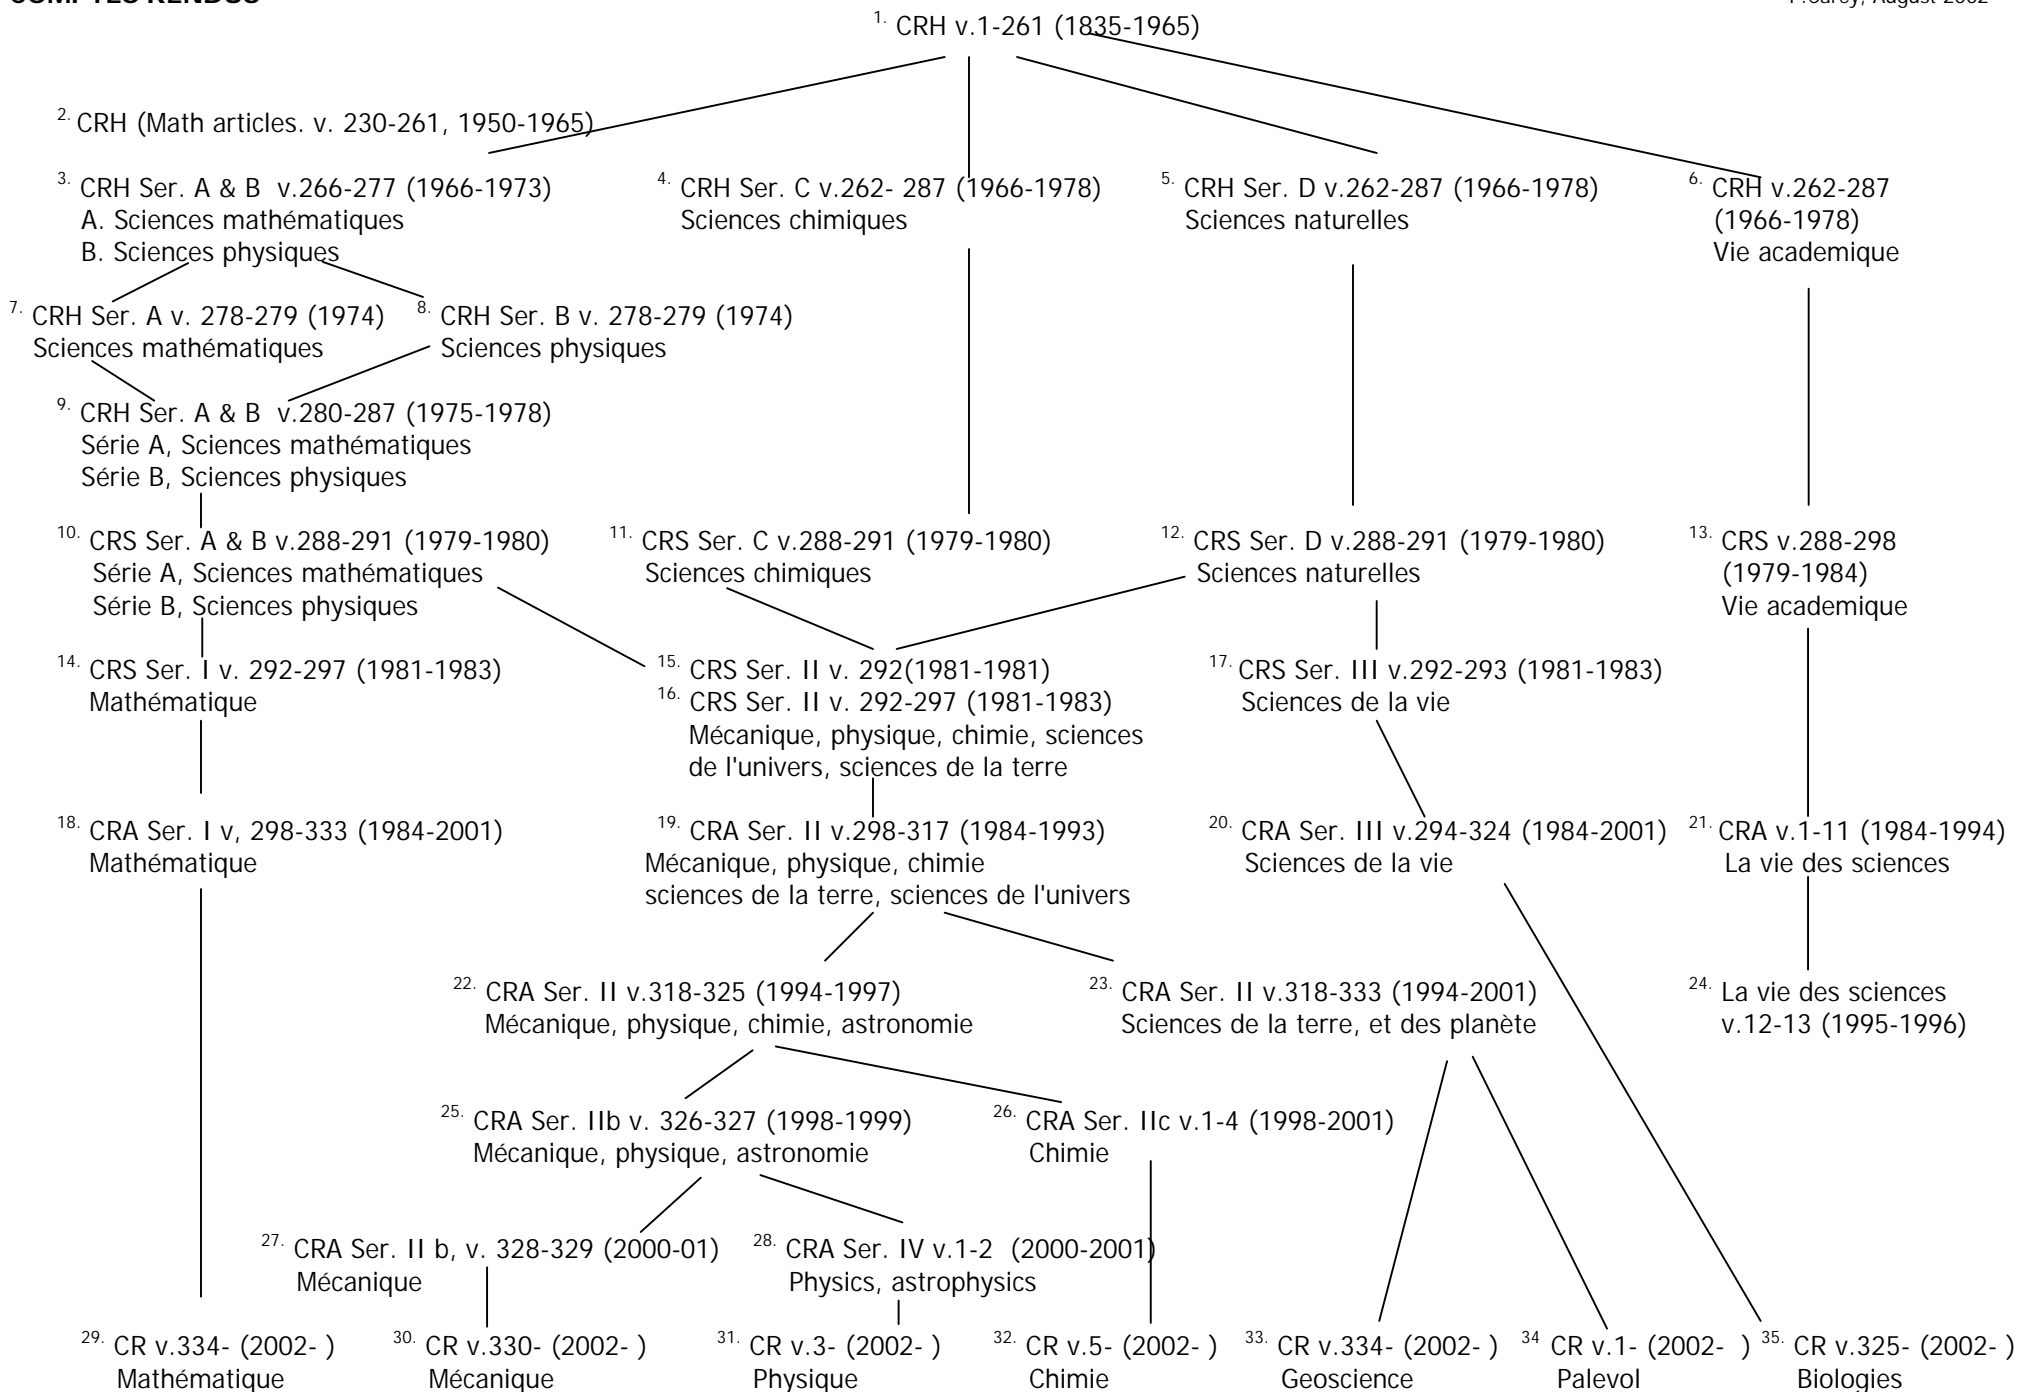 COMPTES RENDUS
P.Carey, August 2002
1. CRH v.1-261 (1835-1965)
2. CRH (Math articles. v. 230-261, 1950-1965)
3. CRH Ser. A & B v.266-277 (1966-1973)
A. Sciences mathématiques
B. Sciences physiques
4. CRH Ser. C v.262- 287 (1966-1978)
Sciences chimiques
5. CRH Ser. D v.262-287 (1966-1978)
Sciences naturelles
6. CRH v.262-287
(1966-1978)
Vie academique
7. CRH Ser. A v. 278-279 (1974)
Sciences mathématiques
8. CRH Ser. B v. 278-279 (1974)
Sciences physiques
9. CRH Ser. A & B v.280-287 (1975-1978)
Série A, Sciences mathématiques
Série B, Sciences physiques
10. CRS Ser. A & B v.288-291 (1979-1980)
Série A, Sciences mathématiques
Série B, Sciences physiques
11. CRS Ser. C v.288-291 (1979-1980)
Sciences chimiques
12. CRS Ser. D v.288-291 (1979-1980)
Sciences naturelles
13. CRS v.288-298
(1979-1984)
Vie academique
14. CRS Ser. I v. 292-297 (1981-1983)
Mathématique
15. CRS Ser. II v. 292(1981-1981)
16. CRS Ser. II v. 292-297 (1981-1983)
Mécanique, physique, chimie, sciences
de l'univers, sciences de la terre
17. CRS Ser. III v.292-293 (1981-1983)
Sciences de la vie
18. CRA Ser. I v, 298-333 (1984-2001)
Mathématique
19. CRA Ser. II v.298-317 (1984-1993)
Mécanique, physique, chimie
sciences de la terre, sciences de l'univers
20. CRA Ser. III v.294-324 (1984-2001)
Sciences de la vie
21. CRA v.1-11 (1984-1994)
La vie des sciences
22. CRA Ser. II v.318-325 (1994-1997)
Mécanique, physique, chimie, astronomie
23. CRA Ser. II v.318-333 (1994-2001)
Sciences de la terre, et des planète
24. La vie des sciences
v.12-13 (1995-1996)
25. CRA Ser. IIb v. 326-327 (1998-1999)
Mécanique, physique, astronomie
26. CRA Ser. IIc v.1-4 (1998-2001)
Chimie
27. CRA Ser. II b, v. 328-329 (2000-01)
Mécanique
28. CRA Ser. IV v.1-2 (2000-2001)
Physics, astrophysics
29. CR v.334- (2002- )
Mathématique
30. CR v.330- (2002- )
Mécanique
31. CR v.3- (2002- )
Physique
32. CR v.5- (2002- )
Chimie
33. CR v.334- (2002- )
Geoscience
34 CR v.1- (2002- )
Palevol
35. CR v.325- (2002- )
Biologies